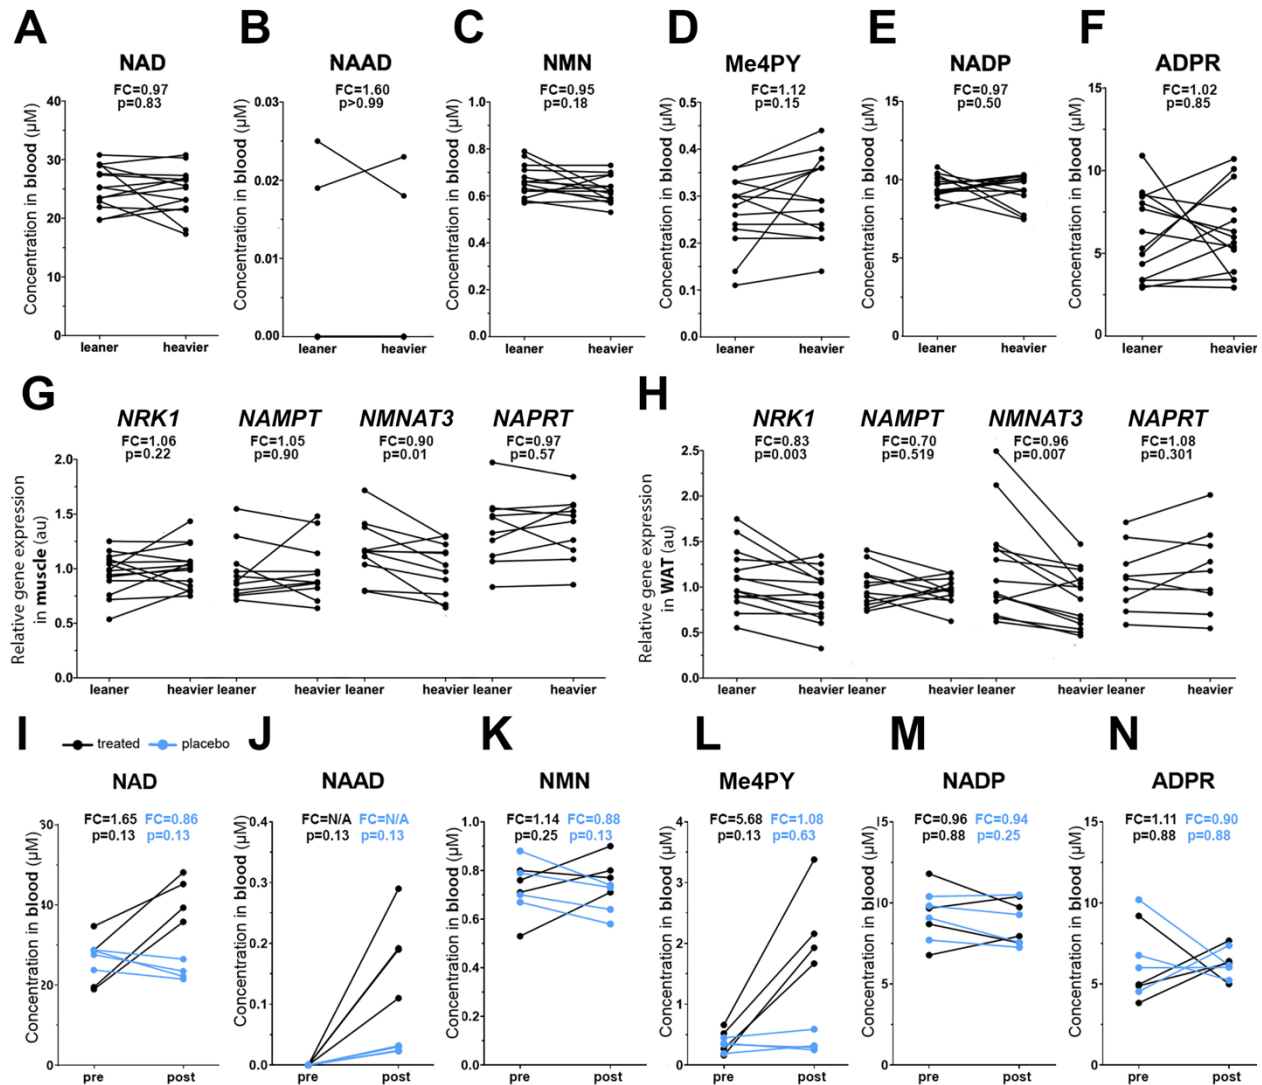 A
NAD
FC=0.97
p=0.83
Concentration in blood (µM)
40
30
20
10
0
leaner
heavier
B
NAAD
FC=1.60
p>0.99
Concentration in blood (µM)
0.03
0.02
0.01
0.00
leaner
heavier
C
NMN
FC=0.95
p=0.18
Concentration in blood (µM)
1.0
0.8
0.6
0.4
0.2
0.0
leaner
heavier
D
Me4PY
FC=1.12
p=0.15
Concentration in blood (µM)
0.5
0.4
0.3
0.2
0.1
0.0
leaner
heavier
E
NADP
FC=0.97
p=0.50
Concentration in blood (µM)
15
10
5
0
leaner
heavier
F
ADPR
FC=1.02
p=0.85
Concentration in blood (µM)
15
10
5
0
leaner
heavier
G
NRK1
FC=1.06
p=0.22
NAMPT
FC=1.05
p=0.90
NMNAT3
FC=0.90
p=0.01
NAPRT
FC=0.97
p=0.57
Relative gene expression
in muscle (au)
2.0
1.5
1.0
0.5
0.0
leaner heavier leaner heavier leaner heavier leaner heavier
H
NRK1
FC=0.83
p=0.003
NAMPT
FC=0.70
p=0.519
NMNAT3
FC=0.96
p=0.007
NAPRT
FC=1.08
p=0.301
Relative gene expression
in WAT (au)
2.5
2.0
1.5
1.0
0.5
0.0
leaner heavier leaner heavier leaner heavier leaner heavier
treated placebo
I
NAD
FC=1.65 FC=0.86
p=0.13 p=0.13
Concentration in blood (µM)
40
20
0
pre
post
J
NAAD
FC=N/A FC=N/A
p=0.13 p=0.13
Concentration in blood (µM)
0.4
0.3
0.2
0.1
0.0
pre
post
K
NMN
FC=1.14 FC=0.88
p=0.25 p=0.13
Concentration in blood (µM)
1.0
0.8
0.6
0.4
0.2
0.0
pre
post
L
Me4PY
FC=5.68 FC=1.08
p=0.13 p=0.63
Concentration in blood (µM)
4
3
2
1
0
pre
post
M
NADP
FC=0.96 FC=0.94
p=0.88 p=0.25
Concentration in blood (µM)
15
10
5
0
pre
post
N
ADPR
FC=1.11 FC=0.90
p=0.88 p=0.88
Concentration in blood (µM)
15
10
5
0
pre
post